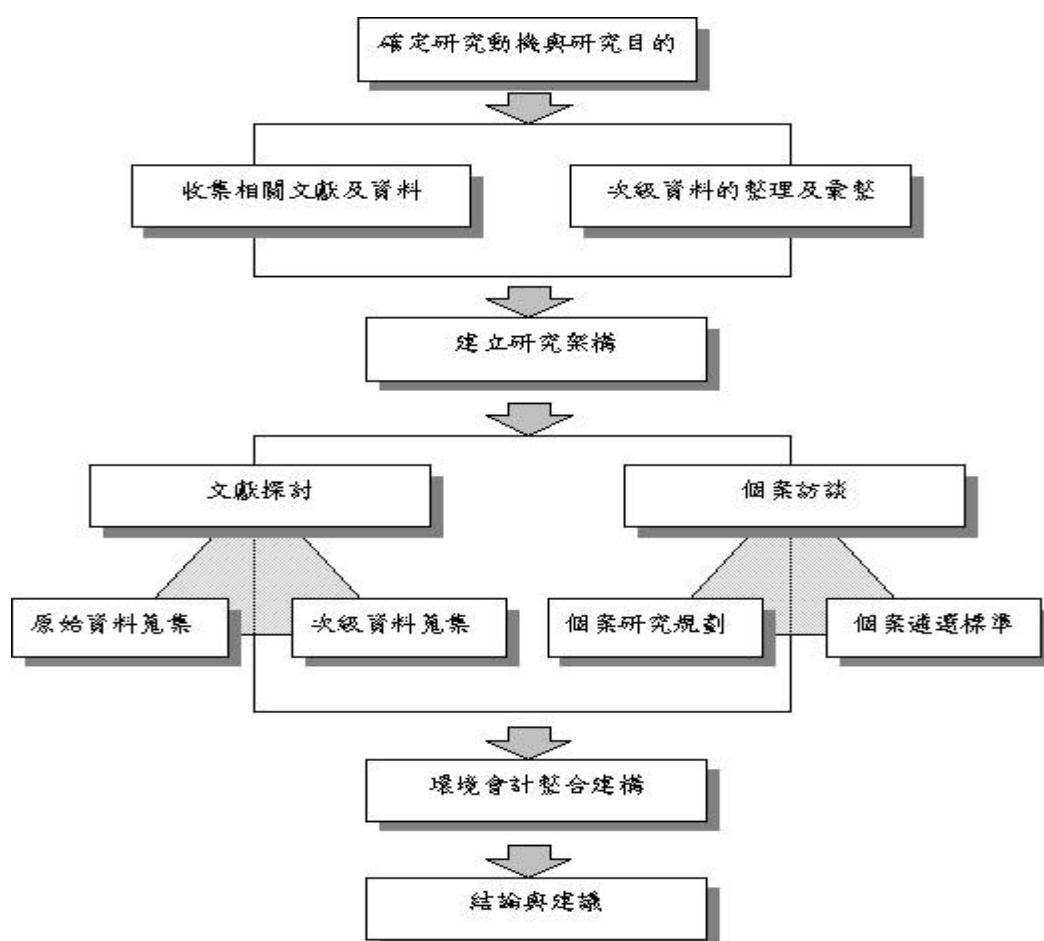 確定研究動機與研究目的
收集相關文獻及資料
次級資料的整理及彙整
建立研究架構
文獻探討
個案訪談
原始資料蒐集
次級資料蒐集
個案研究規劃
個案遴選標準
環境會計整合建構
結論與建議